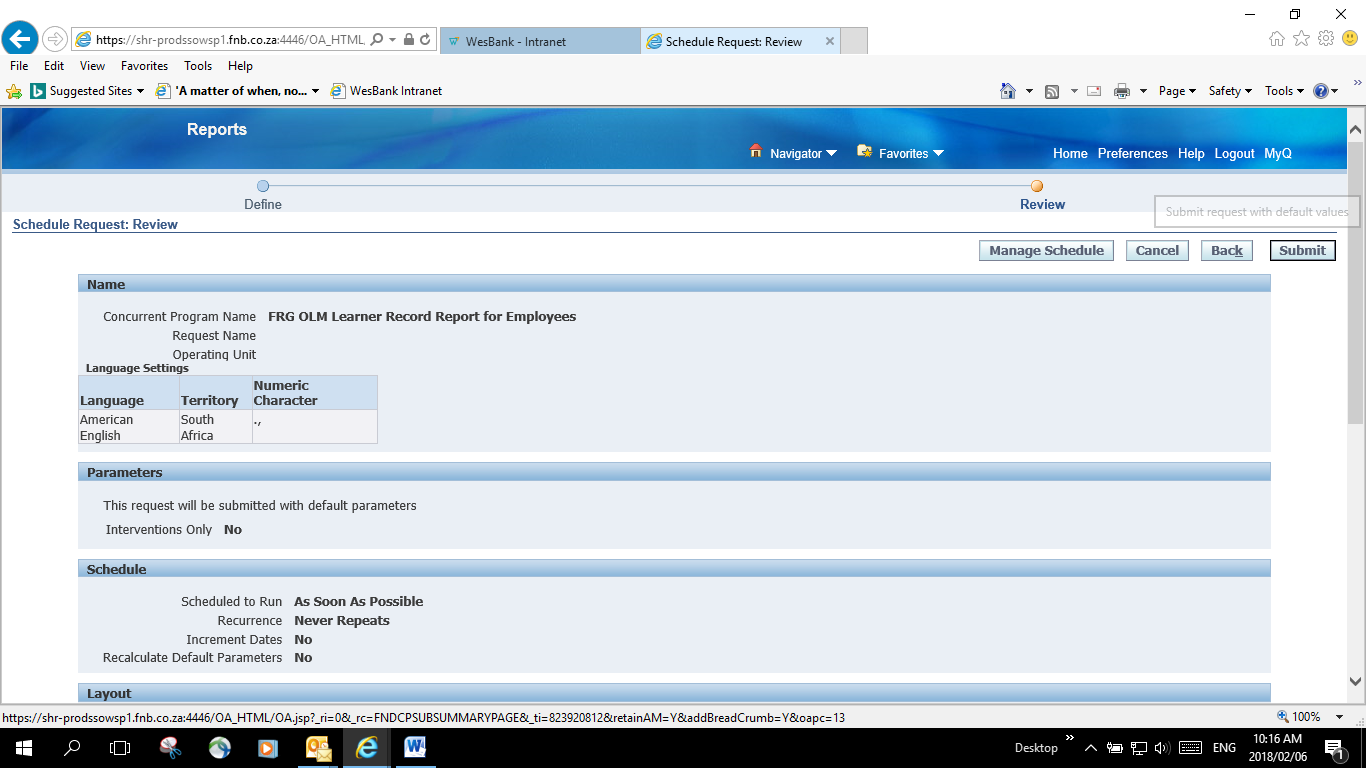 https://shr-prodssowsp1.fnb.co.za:4446/OA_HTML
WesBank - Intranet
Schedule Request: Review
File Edit View Favorites Tools Help
Suggested Sites 'A matter of when, no... WesBank Intranet
Page Safety Tools
Reports
Navigator Favorites
Home Preferences Help Logout MyQ
Define
Review
Submit request with default values
Schedule Request: Review
Manage Schedule Cancel Back Submit
Name
Concurrent Program Name FRG OLM Learner Record Report for Employees
Request Name
Operating Unit
Language Settings
Language Territory Numeric Character
American English South Africa .,
Parameters
This request will be submitted with default parameters
Interventions Only No
Schedule
Scheduled to Run As Soon As Possible
Recurrence Never Repeats
Increment Dates No
Recalculate Default Parameters No
Layout
https://shr-prodssowsp1.fnb.co.za:4446/OA_HTML/OA.jsp?_ri=0&_rc=FNDCPSUBSUMMARYPAGE&_ti=823920812&retainAM=Y&addBreadCrumb=Y&oapc=13
100%
Desktop ENG 10:16 AM
2018/02/06
1